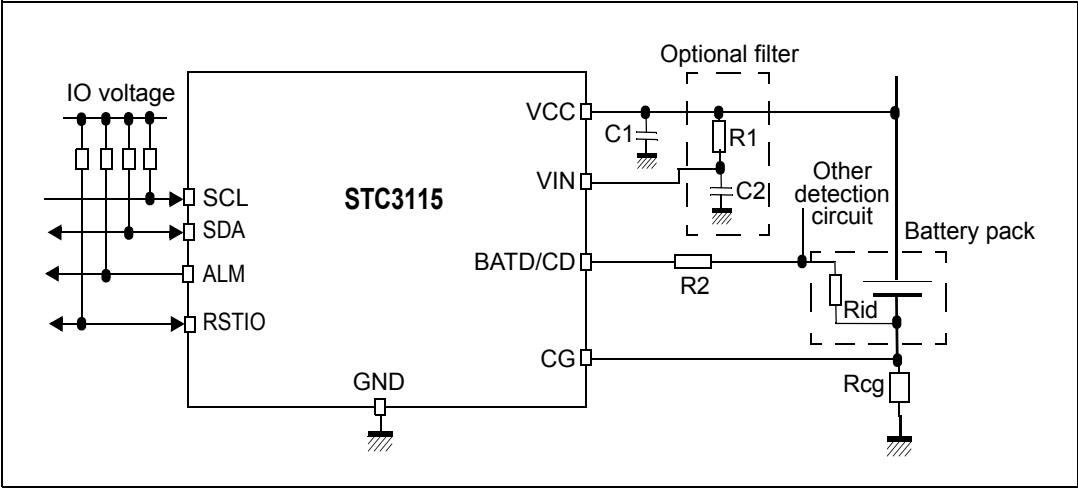 Optional filter
IO voltage
VCC
C1
R1
VIN
C2
Other
detection
circuit
SCL
STC3115
SDA
Battery pack
BATD/CD
ALM
R2
Rid
RSTIO
CG
GND
Rcg